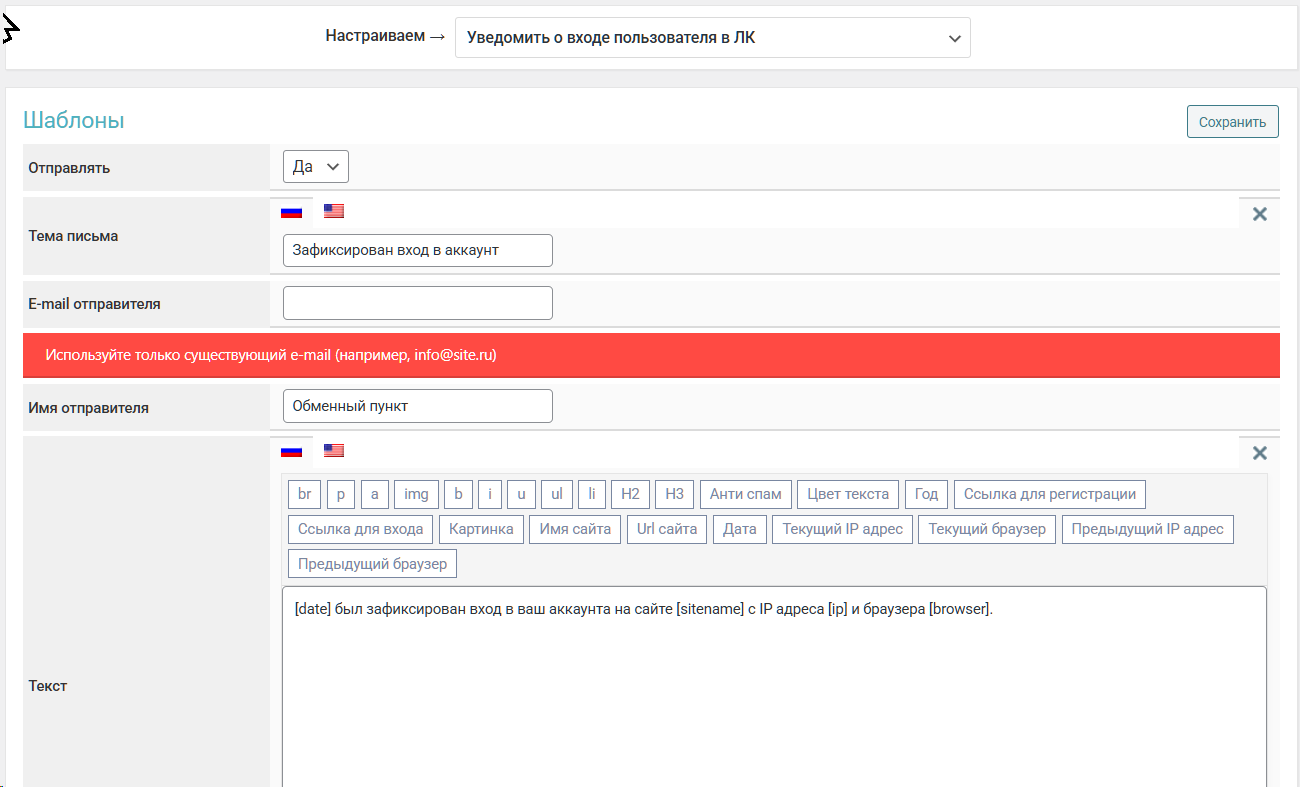 Настраиваем → Уведомить о входе пользователя в ЛК
Шаблоны
Сохранить
Отправлять Да
Тема письма
Зафиксирован вход в аккаунт
E-mail отправителя
Используйте только существующий e-mail (например, info@site.ru)
Имя отправителя Обменный пункт
br p a img b i u ul li H2 H3 Анти спам Цвет текста Год Ссылка для регистрации
Ссылка для входа Картинка Имя сайта Url сайта Дата Текущий IP адрес Текущий браузер Предыдущий IP адрес
Предыдущий браузер
[date] был зафиксирован вход в ваш аккаунта на сайте [sitename] с IP адреса [ip] и браузера [browser].
Текст